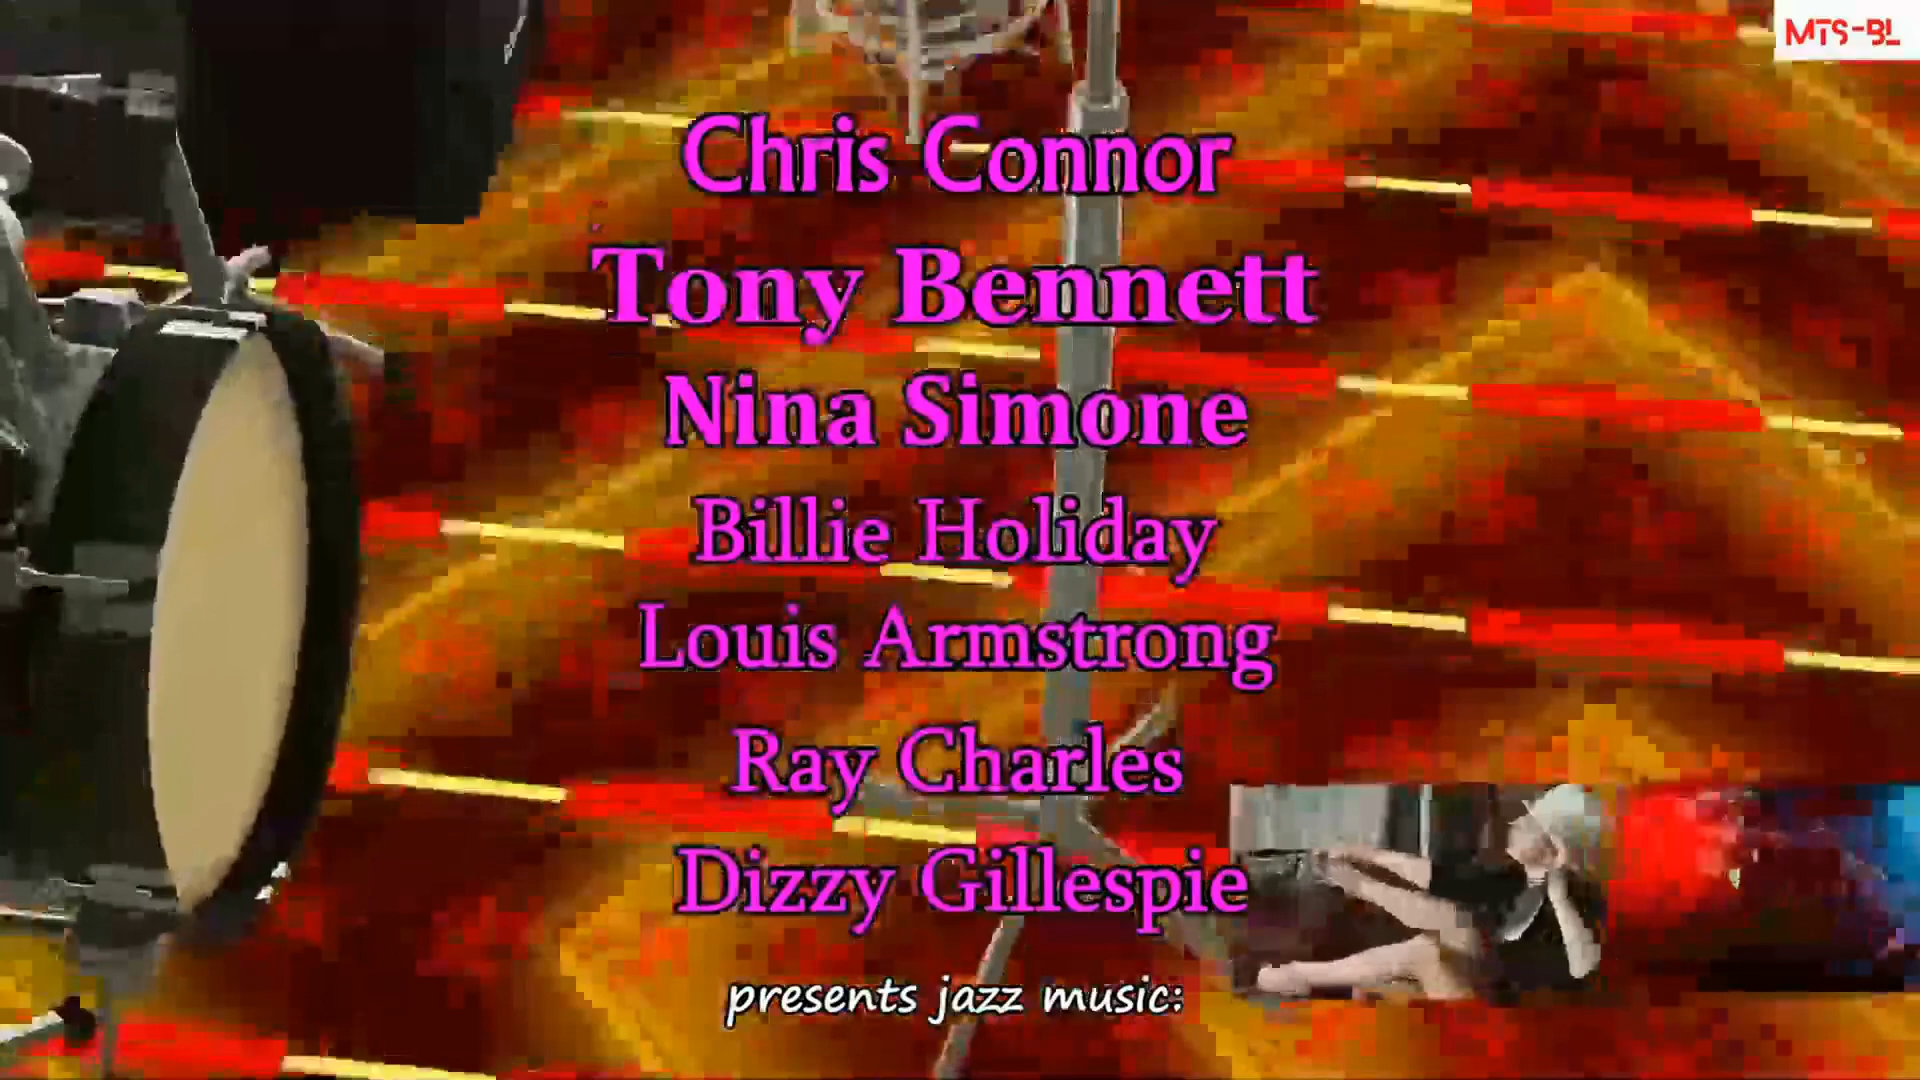 MTS-BL
Chris Connor
Tony Bennett
Nina Simone
Billie Holiday
Louis Armstrong
Ray Charles
Dizzy Gillespie
presents jazz music: